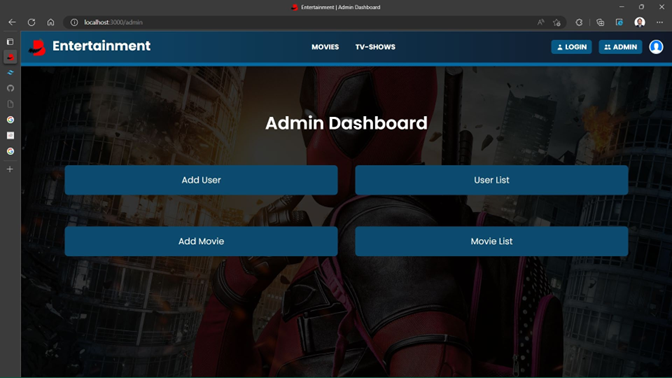 Entertainment | Admin Dashboard
localhost:3000/admin
Entertainment
MOVIES
TV-SHOWS
LOGIN
ADMIN
Admin Dashboard
Add User
User List
Add Movie
Movie List